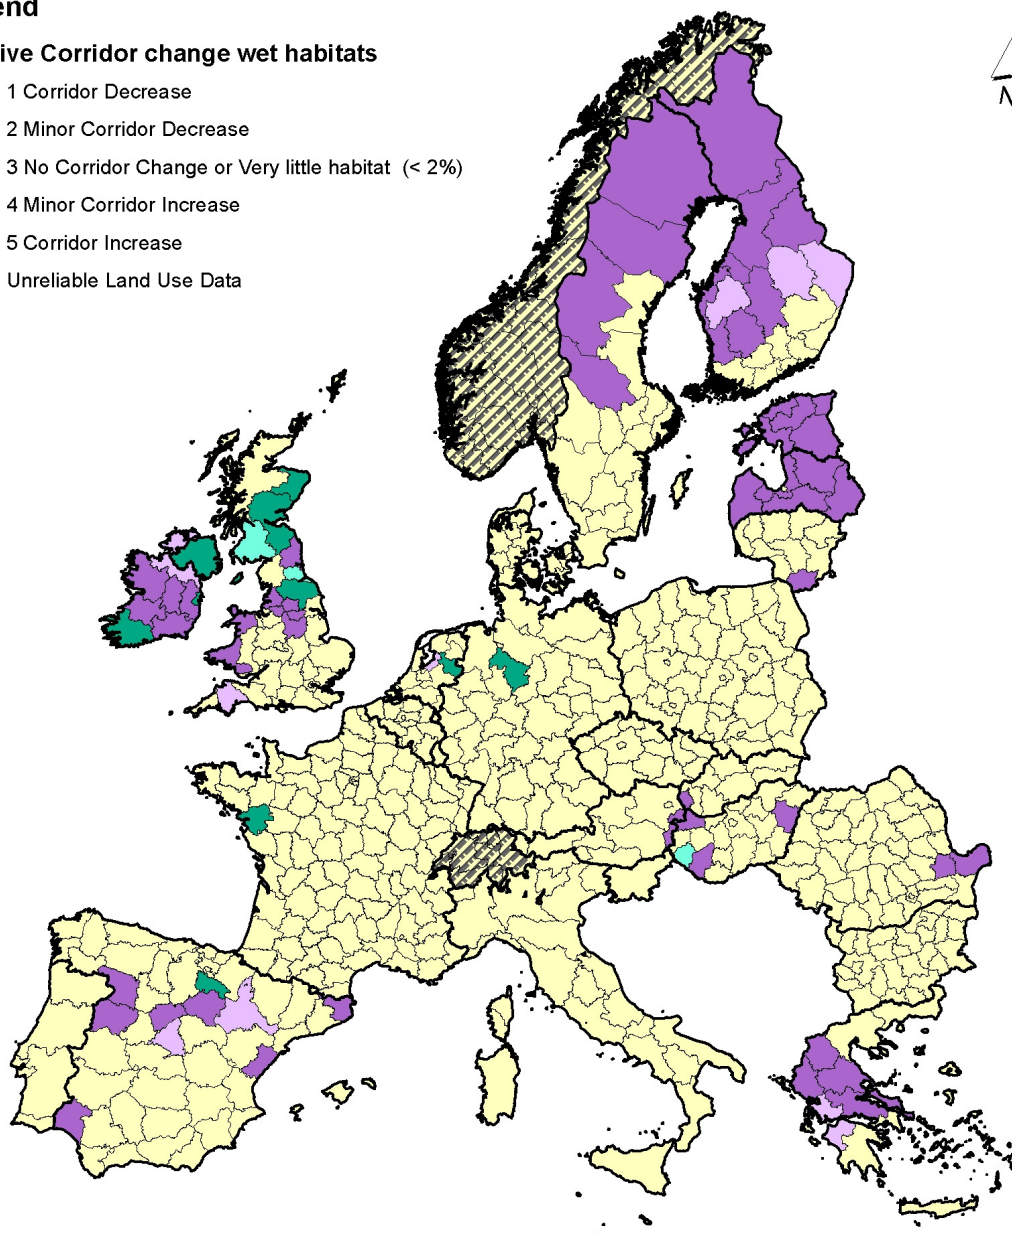 end
ive Corridor change wet habitats
1 Corridor Decrease
2 Minor Corridor Decrease
3 No Corridor Change or Very little habitat (< 2%)
4 Minor Corridor Increase
5 Corridor Increase
Unreliable Land Use Data
N